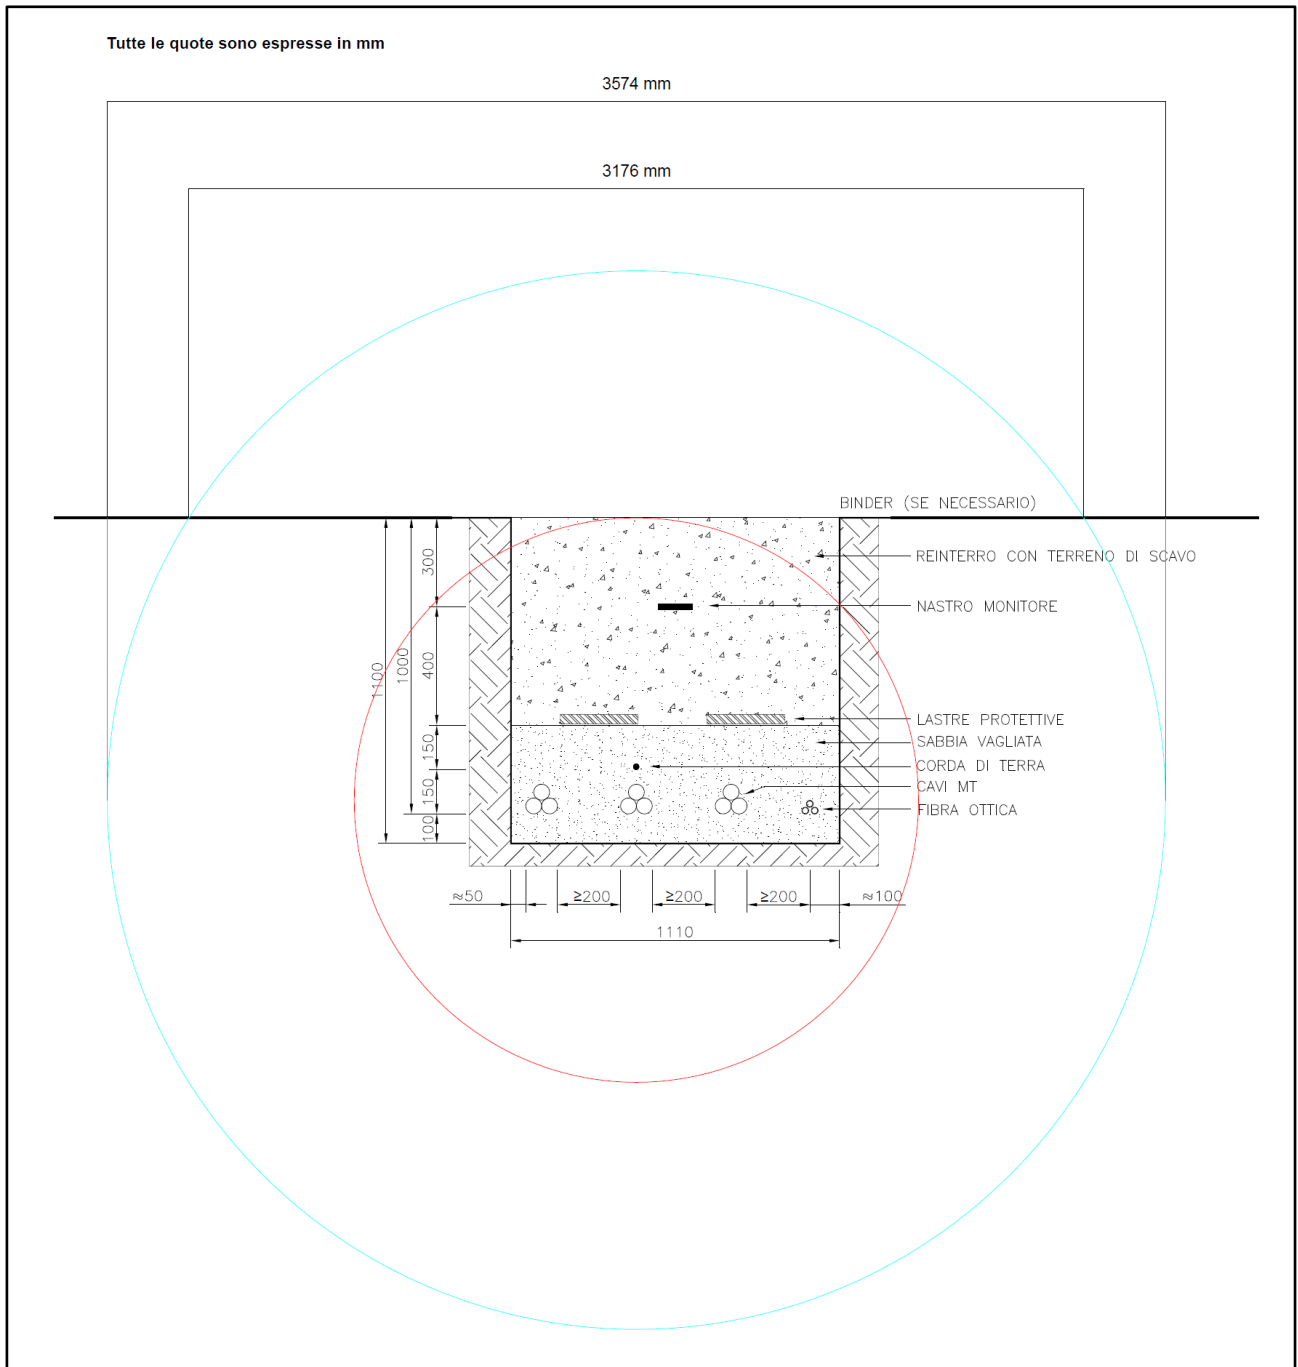 Tutte le quote sono espresse in mm
3574 mm
3176 mm
BINDER (SE NECESSARIO)
REINTERRO CON TERRENO DI SCAVO
NASTRO MONITORE
LASTRE PROTETTIVE
SABBIA VAGLIATA
CORDA DI TERRA
CAVI MT
FIBRA OTTICA
1100
1000
300
400
150
150
100
≈50
≥200
≥200
≥200
≈100
1110